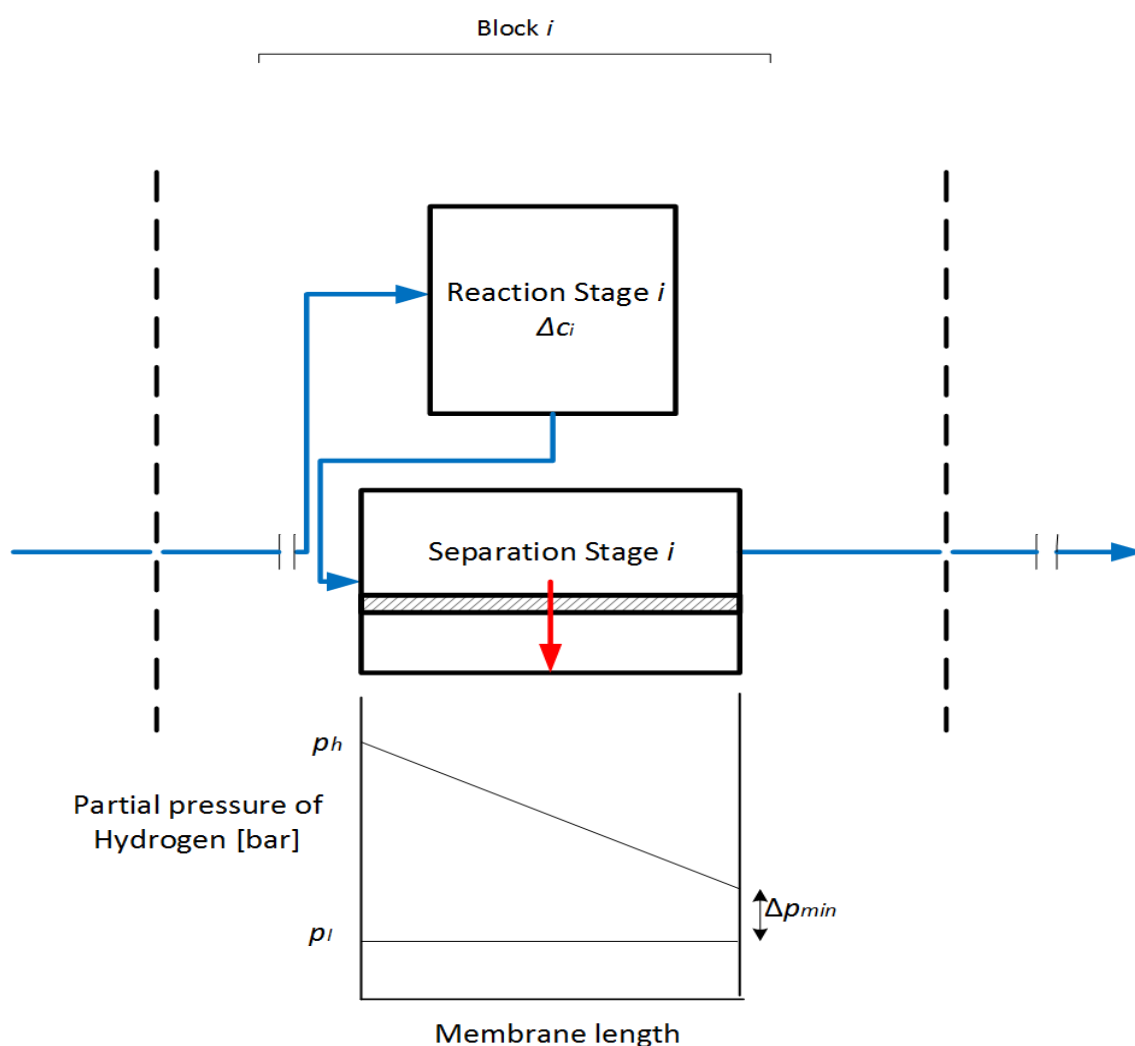 Block i
Reaction Stage i
Δci
Separation Stage i
ph
Partial pressure of
Hydrogen [bar]
pl
Δpmin
Membrane length